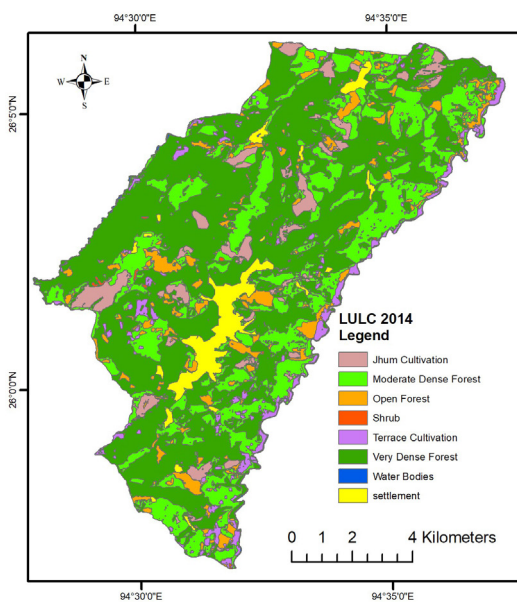 94°30'0"E 94°35'0"E
N
W E
S
26°5'0"N
26°0'0"N
LULC 2014
Legend
Jhum Cultivation
Moderate Dense Forest
Open Forest
Shrub
Terrace Cultivation
Very Dense Forest
Water Bodies
settlement
0 2 4 Kilometers
94°30'0"E 94°35'0"E